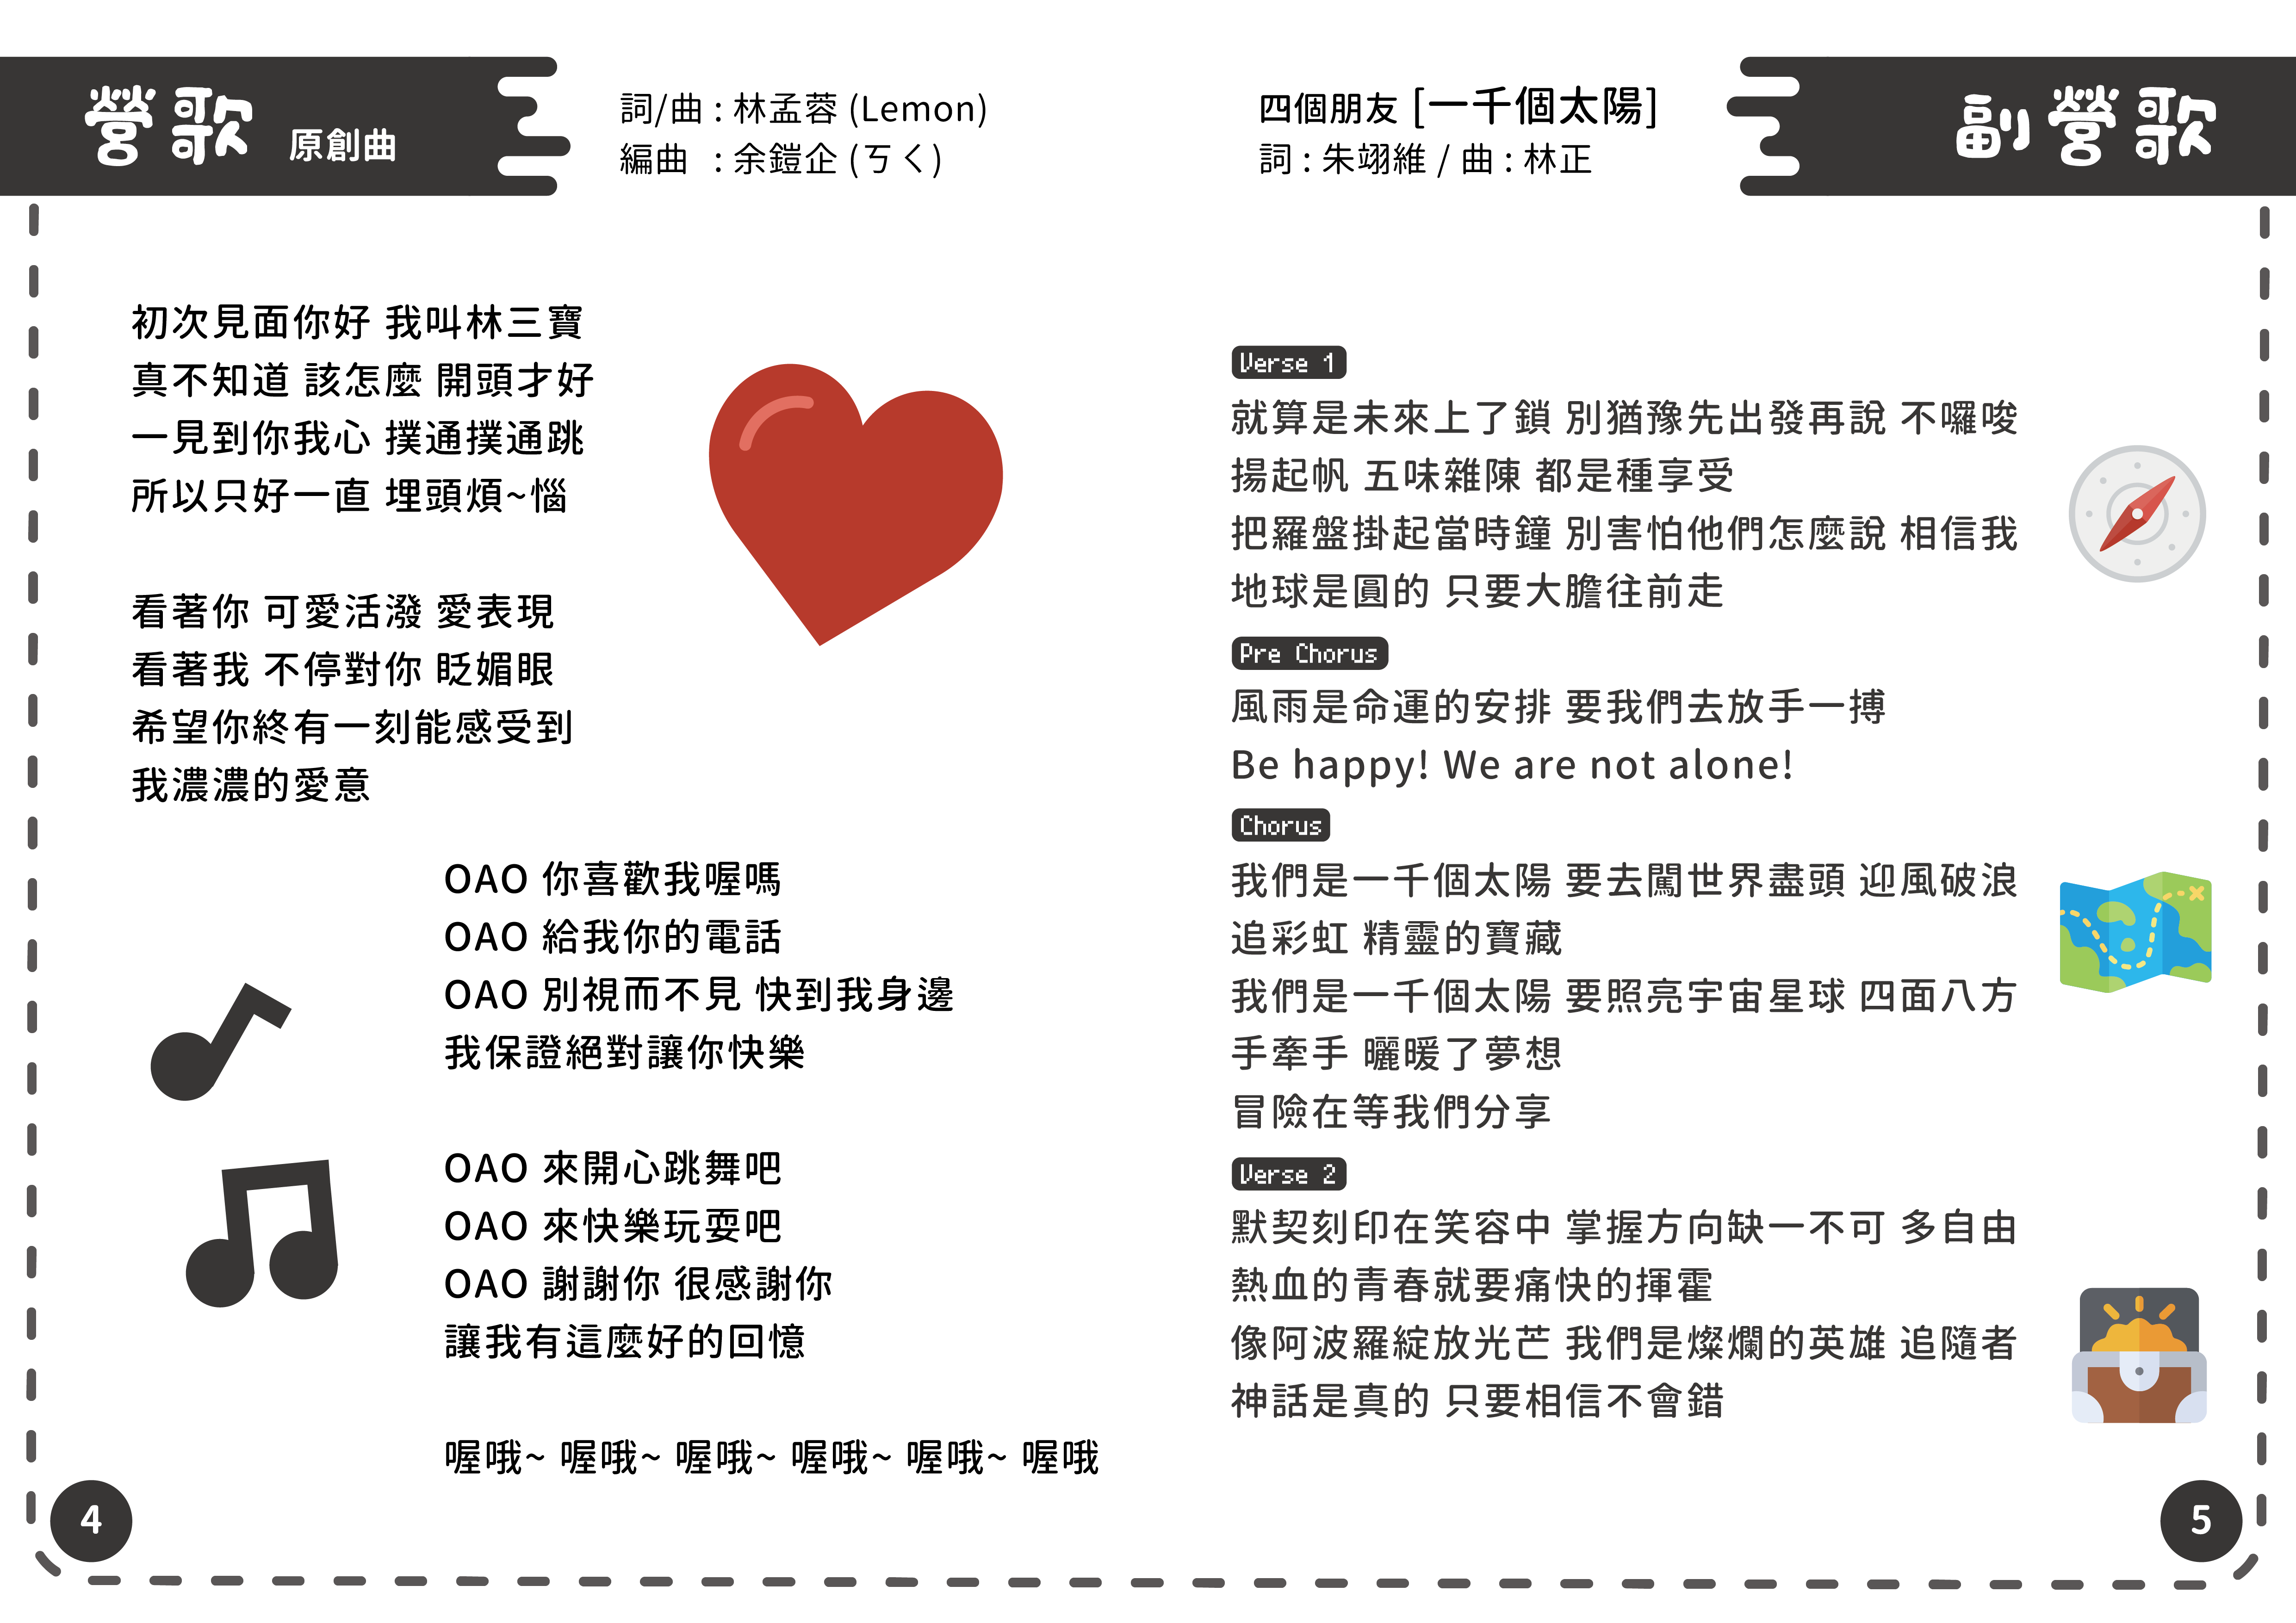 營歌 原創曲
詞/曲 : 林孟蓉 (Lemon)
編曲 : 余鎧企 (ㄎㄑ)
初次見面你好 我叫林三寶
真不知道 該怎麼 開頭才好
一見到你我心 撲通撲通跳
所以只好一直 埋頭煩~惱
看著你 可愛活潑 愛表現
看著我 不停對你 眨媚眼
希望你終有一刻能感受到
我濃濃的愛意
OAO 你喜歡我喔嗎
OAO 給我你的電話
OAO 別視而不見 快到我身邊
我保證絕對讓你快樂
OAO 來開心跳舞吧
OAO 來快樂玩耍吧
OAO 謝謝你 很感謝你
讓我有這麼好的回憶
喔哦~ 喔哦~ 喔哦~ 喔哦~ 喔哦~ 喔哦
4
四個朋友 [一千個太陽]
詞 : 朱翊維 / 曲 : 林正
副營歌
Verse 1
就算是未來上了鎖 別猶豫先出發再說 不囉唆
揚起帆 五味雜陳 都是種享受
把羅盤掛起當時鐘 別害怕他們怎麼說 相信我
地球是圓的 只要大膽往前走
Pre Chorus
風雨是命運的安排 要我們去放手一搏
Be happy! We are not alone!
Chorus
我們是一千個太陽 要去闖世界盡頭 迎風破浪
追彩虹 精靈的寶藏
我們是一千個太陽 要照亮宇宙星球 四面八方
手牽手 曬暖了夢想
冒險在等我們分享
Verse 2
默契刻印在笑容中 掌握方向缺一不可 多自由
熱血的青春就要痛快的揮霍
像阿波羅綻放光芒 我們是燦爛的英雄 追隨者
神話是真的 只要相信不會錯
5